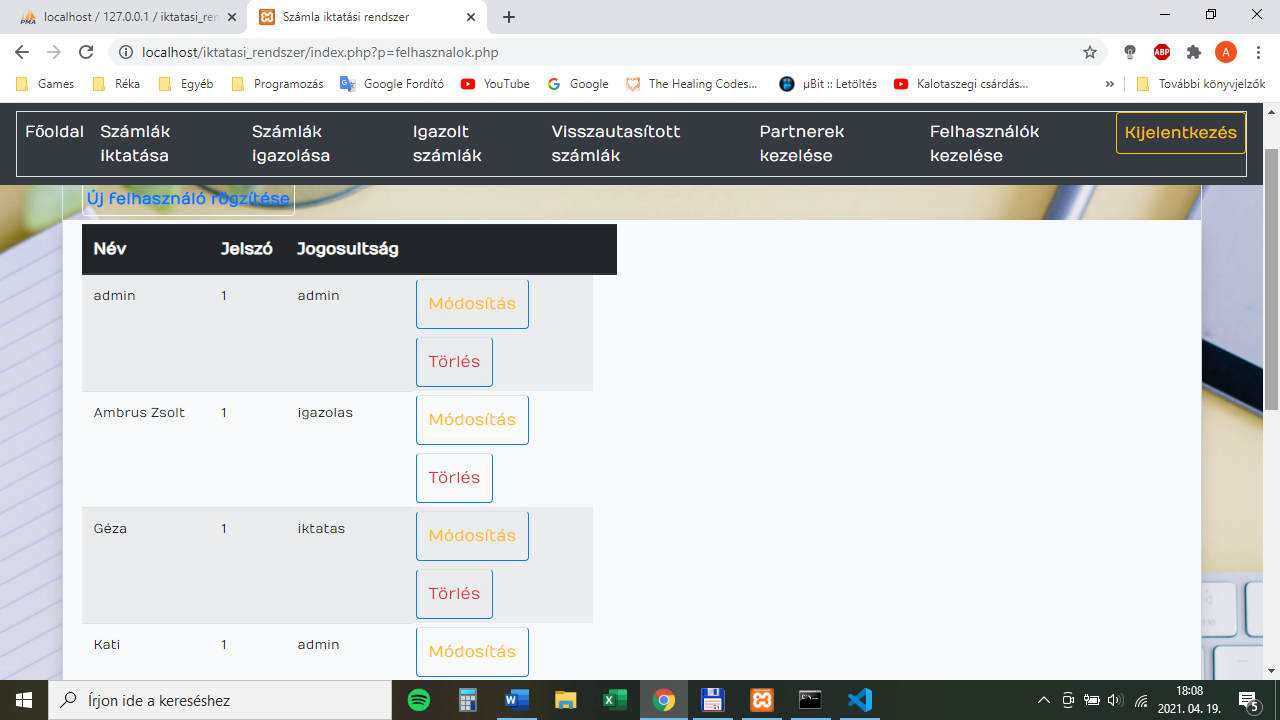 localhost / 127.0.0.1 / iktatasi_ren
Számla iktatási rendszer
localhost/iktatasi_rendszer/index.php?p=felhasznalok.php
A
Games
Réka
Egyéb
Programozás
Google Fordító
YouTube
Google
The Healing Codes...
µBit :: Letöltés
Kalotaszegi csárdás...
»
További könyvjelzők
Főoldal
Számlák iktatása
Számlák igazolása
Igazolt számlák
Visszautasított számlák
Partnerek kezelése
Felhasználók kezelése
Kijelentkezés
Új felhasználó rögzítése
Név Jelszó Jogosultság
admin 1 admin Módosítás
Törlés
Ambrus Zsolt 1 igazolas Módosítás
Törlés
Géza 1 iktatas Módosítás
Törlés
Kati 1 admin Módosítás
Írjon ide a kereséshez
18:08
2021. 04. 19.
5